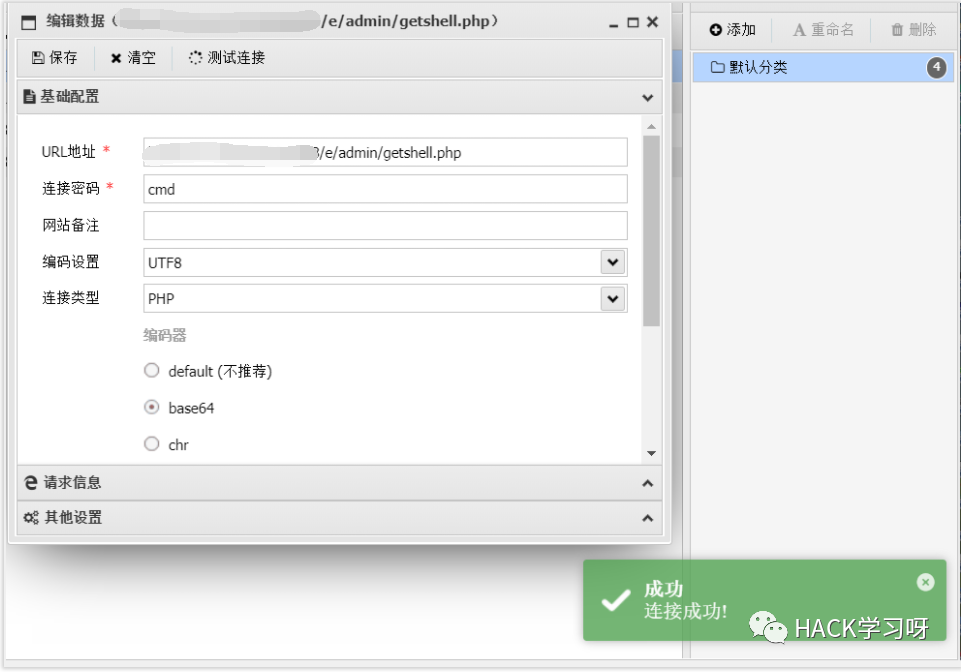 编辑数据（ /e/admin/getshell.php）
保存 清空 测试连接
基础配置
URL地址 * /e/admin/getshell.php
连接密码 * cmd
网站备注
编码设置 UTF8
连接类型 PHP
编码器
default (不推荐)
base64
chr
请求信息
其他设置
添加 重命名 删除
默认分类 4
成功
连接成功!
HACK学习呀